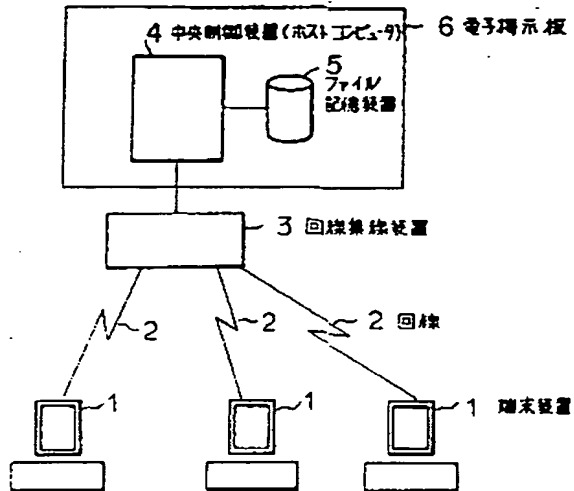 4 中央制御装置(ホストコンピュータ)
6 電子掲示板
5
ファイル
記憶装置
3 回線集線装置
2
2
2 回線
1
1
1 端末装置